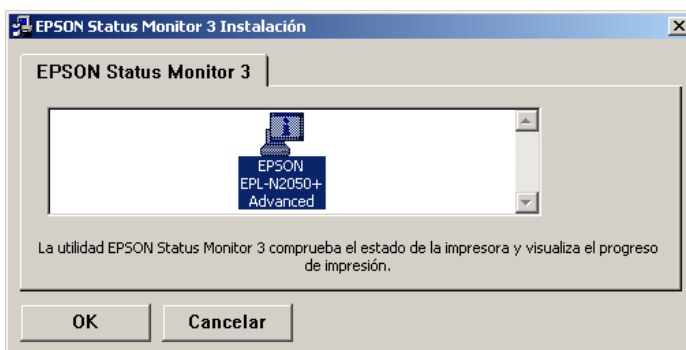 EPSON Status Monitor 3 Instalación
EPSON Status Monitor 3
EPSON
EPL-N2050+
Advanced
La utilidad EPSON Status Monitor 3 comprueba el estado de la impresora y visualiza el progreso
de impresión.
OK Cancelar